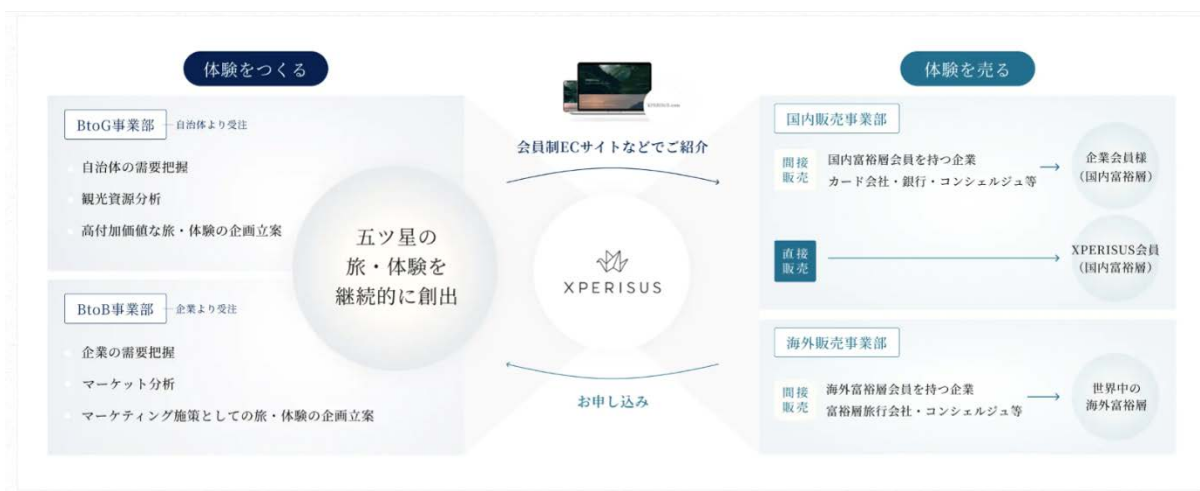 体験をつくる
BtoG事業部
自治体より受注
自治体の需要把握
観光資源分析
高付加価値な旅・体験の企画立案
BtoB事業部
企業より受注
企業の需要把握
マーケット分析
マーケティング施策としての旅・体験の企画立案
五ツ星の
旅・体験を
継続的に創出
XPERISUS.com
会員制ECサイトなどでご紹介
XPERISUS
お申し込み
体験を売る
国内販売事業部
間接
販売
国内富裕層会員を持つ企業
カード会社・銀行・コンシェルジュ等
企業会員様
(国内富裕層)
直接
販売
XPERISUS会員
(国内富裕層)
海外販売事業部
間接
販売
海外富裕層会員を持つ企業
富裕層旅行会社・コンシェルジュ等
世界中の
海外富裕層